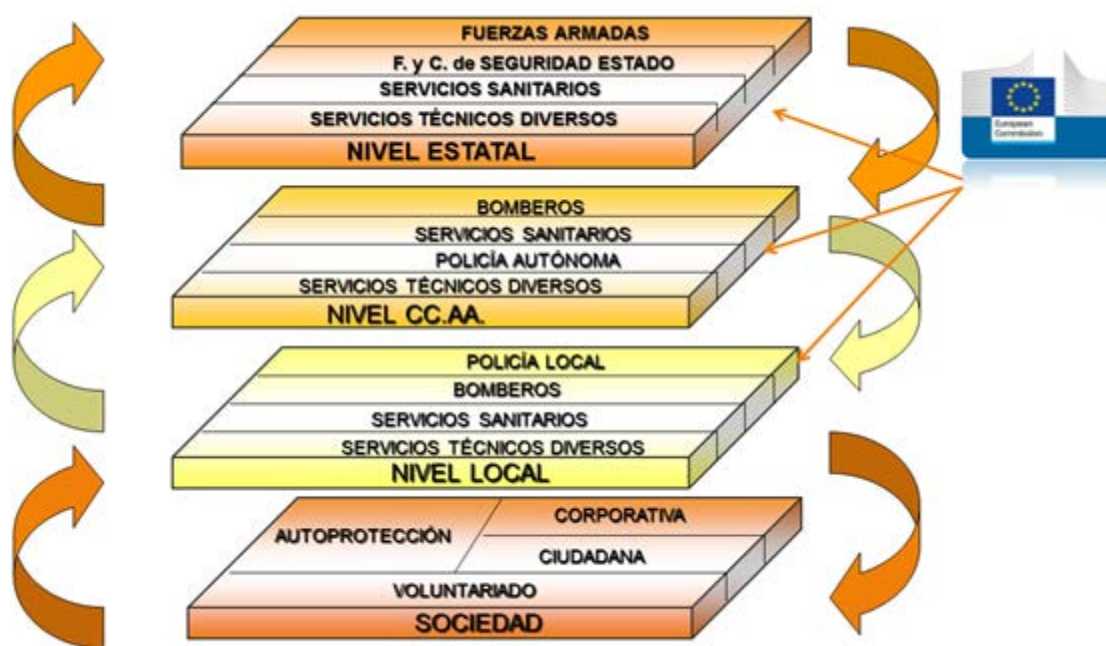 FUERZAS ARMADAS
F. y C. de SEGURIDAD ESTADO
SERVICIOS SANITARIOS
SERVICIOS TÉCNICOS DIVERSOS
NIVEL ESTATAL
European
Commission
BOMBEROS
SERVICIOS SANITARIOS
POLICÍA AUTÓNOMA
SERVICIOS TÉCNICOS DIVERSOS
NIVEL CC.AA.
POLICÍA LOCAL
BOMBEROS
SERVICIOS SANITARIOS
SERVICIOS TÉCNICOS DIVERSOS
NIVEL LOCAL
AUTOPROTECCIÓN
CORPORATIVA
CIUDADANA
VOLUNTARIADO
SOCIEDAD